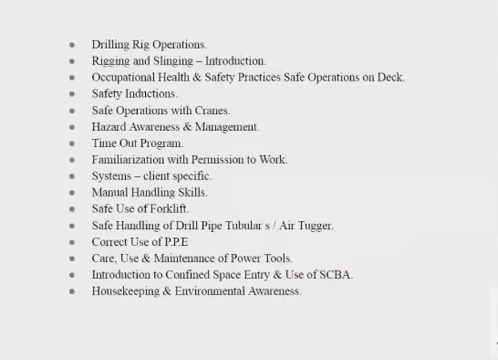 • Drilling Rig Operations.
• Rigging and Slinging – Introduction.
• Occupational Health & Safety Practices Safe Operations on Deck.
• Safety Inductions.
• Safe Operations with Cranes.
• Hazard Awareness & Management.
• Time Out Program.
• Familiarization with Permission to Work.
• Systems – client specific.
• Manual Handling Skills.
• Safe Use of Forklift.
• Safe Handling of Drill Pipe Tubular s / Air Tugger.
• Correct Use of P.P.E
• Care, Use & Maintenance of Power Tools.
• Introduction to Confined Space Entry & Use of SCBA.
• Housekeeping & Environmental Awareness.